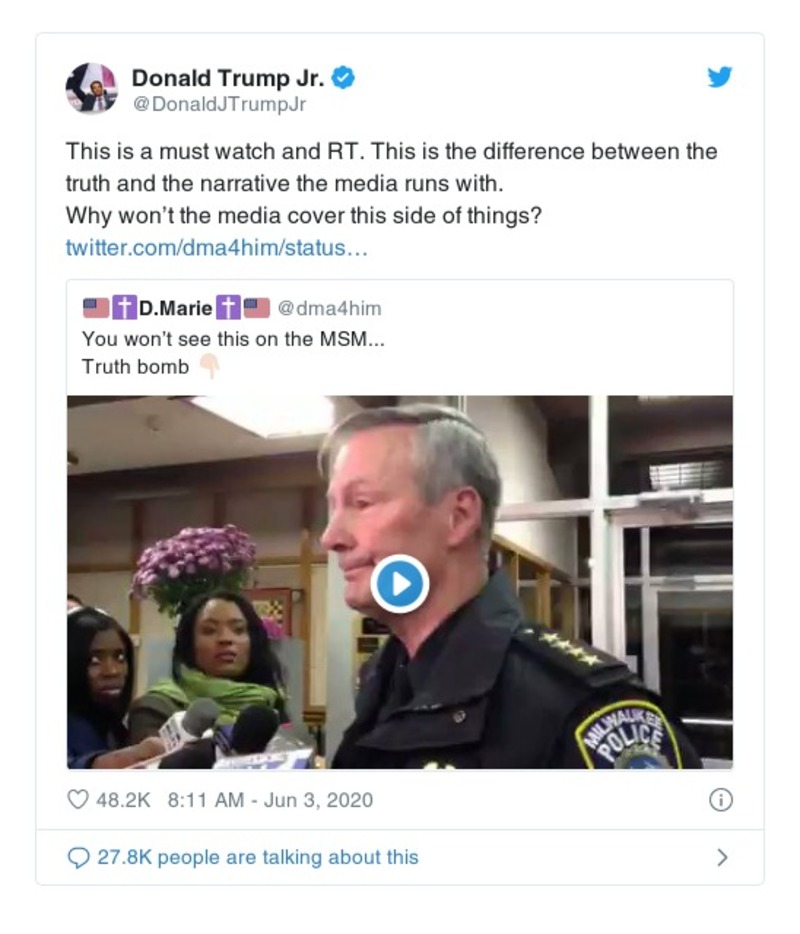 Donald Trump Jr.
@DonaldJTrumpJr
This is a must watch and RT. This is the difference between the
truth and the narrative the media runs with.
Why won’t the media cover this side of things?
twitter.com/dma4him/status…
🇺🇸✝️D.Marie✝️🇺🇸 @dma4him
You won’t see this on the MSM...
Truth bomb 👇🏻
MILWAUKEE
POLICE
48.2K 8:11 AM - Jun 3, 2020
27.8K people are talking about this